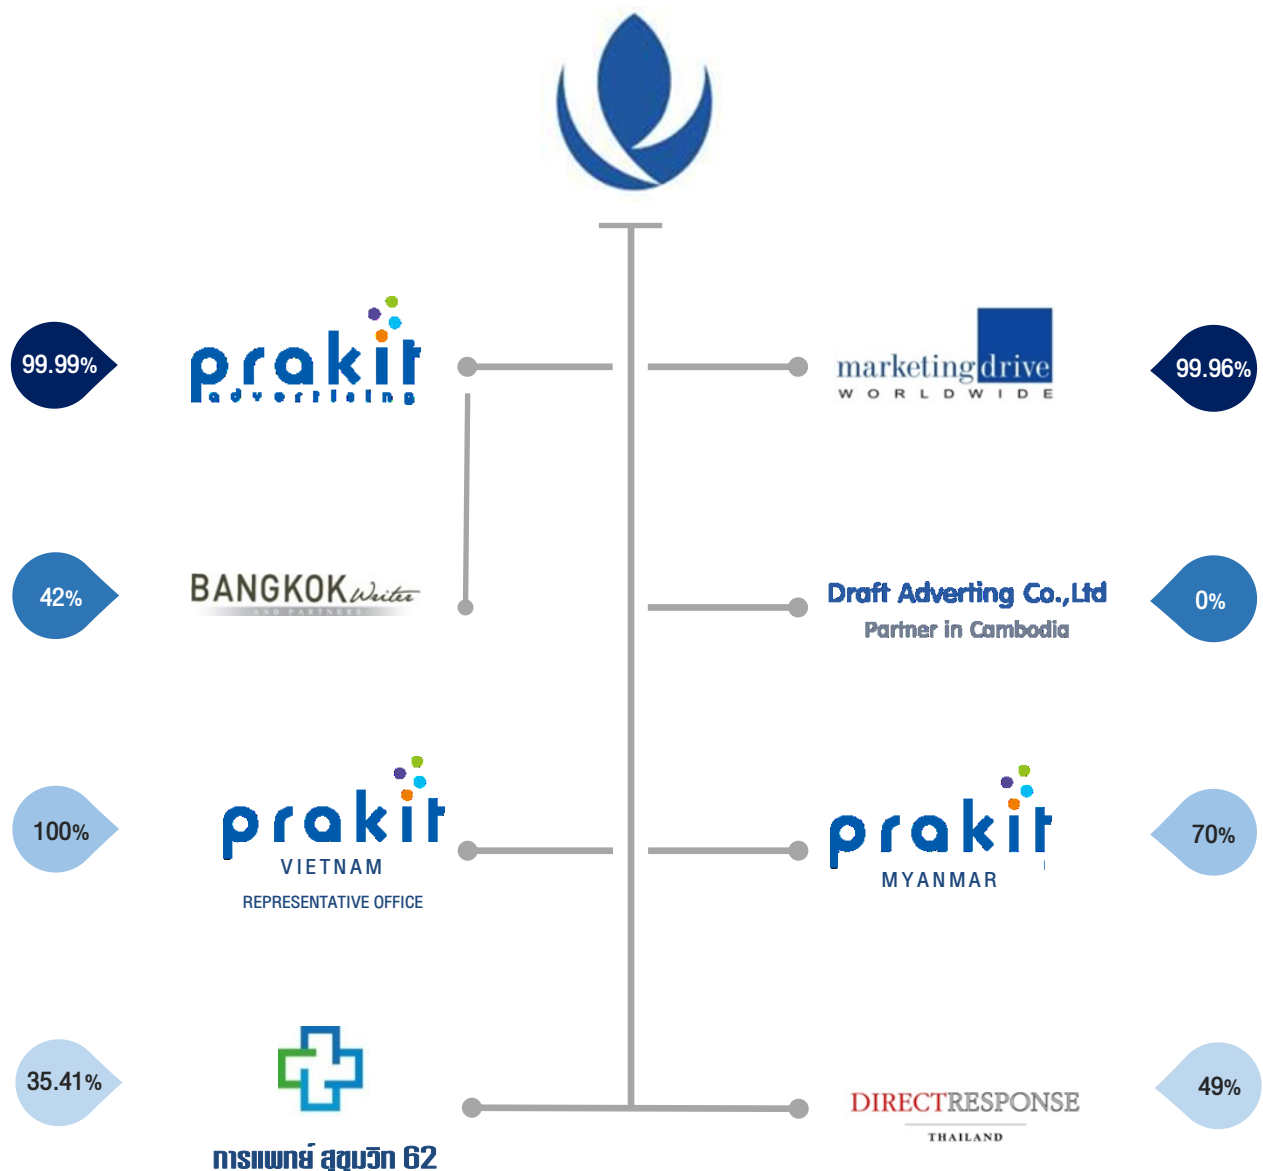 99.99%
prakit
advertising
marketing drive
WORLDWIDE
99.96%
42%
BANGKOK Writer
AND PARTNERS
Draft Adverting Co.,Ltd
Partner in Cambodia
0%
100%
prakit
VIETNAM
REPRESENTATIVE OFFICE
prakit
MYANMAR
70%
35.41%
การแพทย์ สุขุมวิท 62
DIRECTRESPONSE
THAILAND
49%